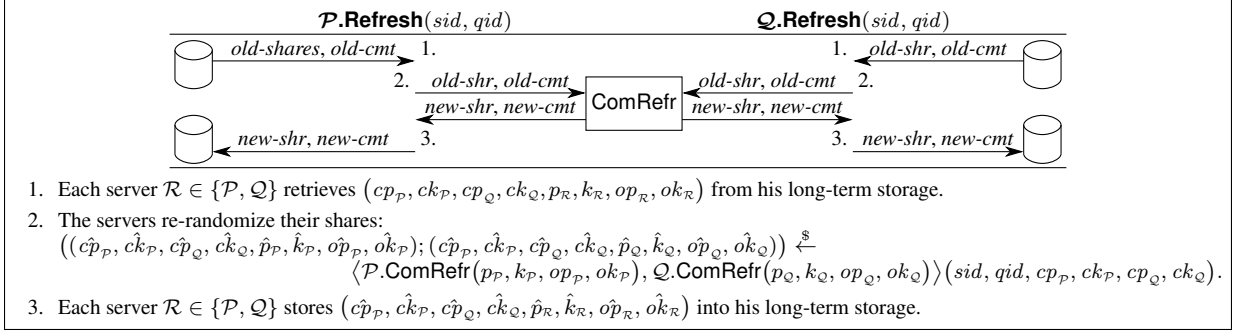 𝒫.Refresh(sid, qid) 𝒬.Refresh(sid, qid)
old-shares, old-cmt 1. 1. old-shr, old-cmt
2. old-shr, old-cmt ComRefr old-shr, old-cmt 2.
new-shr, new-cmt new-shr, new-cmt
new-shr, new-cmt 3. 3. new-shr, new-cmt
1. Each server ℛ ∈ {𝒫, 𝒬} retrieves (cp_𝒫, ck_𝒫, cp_𝒬, ck_𝒬, p_ℛ, k_ℛ, op_ℛ, ok_ℛ) from his long-term storage.
2. The servers re-randomize their shares:
((ĉp_𝒫, ĉk_𝒫, ĉp_𝒬, ĉk_𝒬, p̂_𝒫, k̂_𝒫, ôp_𝒫, ôk_𝒫); (ĉp_𝒫, ĉk_𝒫, ĉp_𝒬, ĉk_𝒬, p̂_𝒬, k̂_𝒬, ôp_𝒬, ôk_𝒬)) ←$
⟨𝒫.ComRefr(p_𝒫, k_𝒫, op_𝒫, ok_𝒫), 𝒬.ComRefr(p_𝒬, k_𝒬, op_𝒬, ok_𝒬)⟩(sid, qid, cp_𝒫, ck_𝒫, cp_𝒬, ck_𝒬).
3. Each server ℛ ∈ {𝒫, 𝒬} stores (ĉp_𝒫, ĉk_𝒫, ĉp_𝒬, ĉk_𝒬, p̂_ℛ, k̂_ℛ, ôp_ℛ, ôk_ℛ) into his long-term storage.